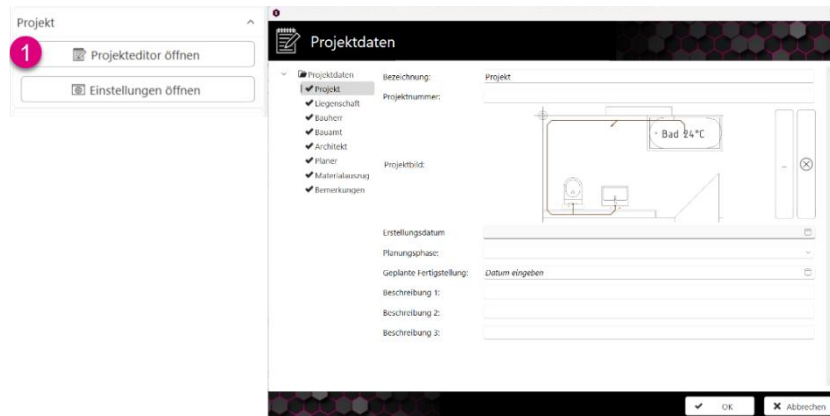 Projekt
1
Projekteditor öffnen
Einstellungen öffnen
Projektdaten
Projektdaten
Projekt
Liegenschaft
Bauherr
Bauamt
Architekt
Planer
Materialauszug
Bemerkungen
Bezeichnung: Projekt
Projektnummer:
Projektbild:
Bad 24°C
Erstellungsdatum
Planungsphase:
Geplante Fertigstellung: Datum eingeben
Beschreibung 1:
Beschreibung 2:
Beschreibung 3:
OK
Abbrechen